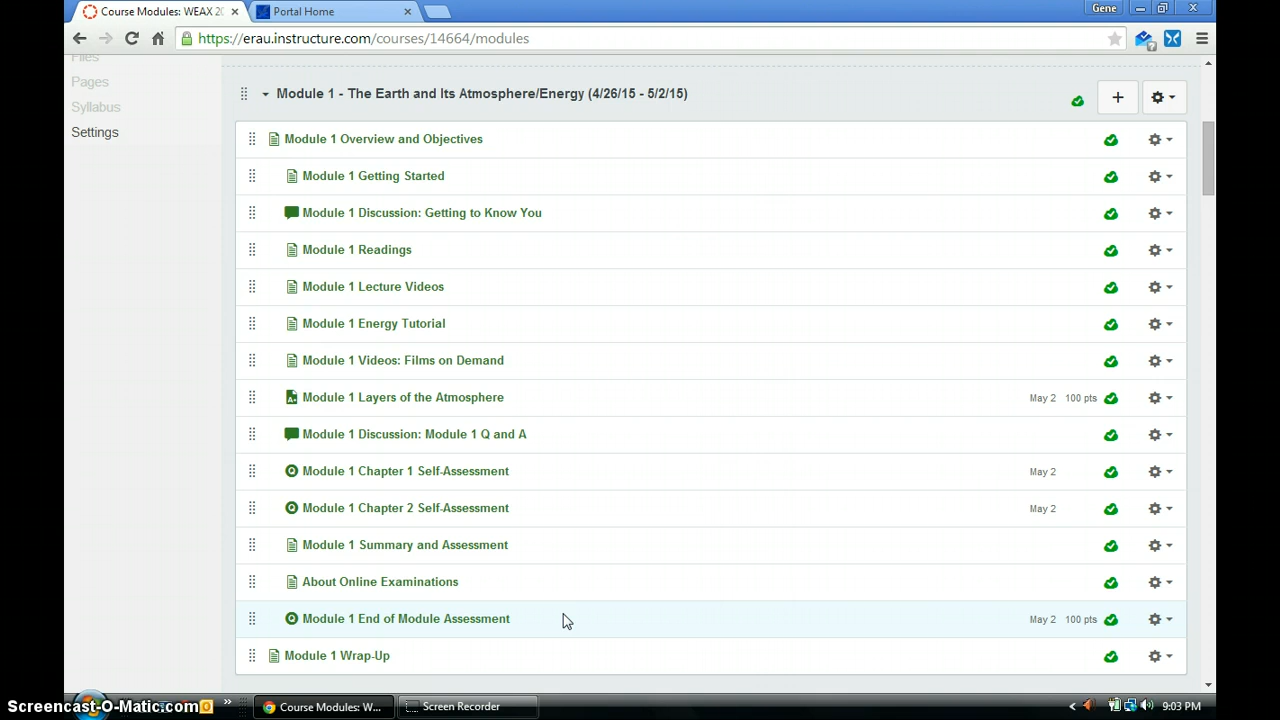 Course Modules: WEAX 20
Portal Home
Gene
https://erau.instructure.com/courses/14664/modules
Files
Pages
Syllabus
Settings
Module 1 - The Earth and Its Atmosphere/Energy (4/26/15 - 5/2/15)
Module 1 Overview and Objectives
Module 1 Getting Started
Module 1 Discussion: Getting to Know You
Module 1 Readings
Module 1 Lecture Videos
Module 1 Energy Tutorial
Module 1 Videos: Films on Demand
Module 1 Layers of the Atmosphere May 2 100 pts
Module 1 Discussion: Module 1 Q and A
Module 1 Chapter 1 Self-Assessment May 2
Module 1 Chapter 2 Self-Assessment May 2
Module 1 Summary and Assessment
About Online Examinations
Module 1 End of Module Assessment May 2 100 pts
Module 1 Wrap-Up
Screencast-O-Matic.com
Course Modules: W...
Screen Recorder
9:03 PM